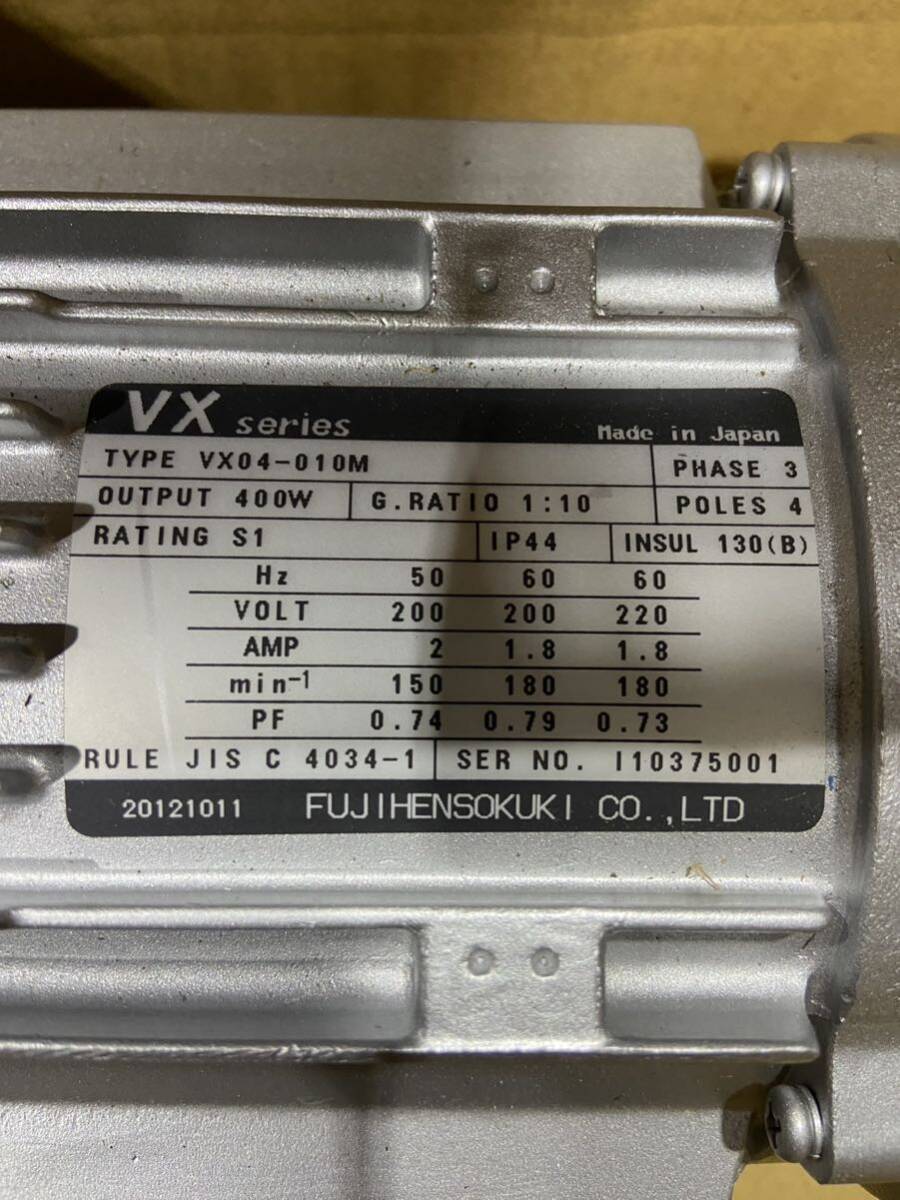 VX series Made in Japan
TYPE VX04-010M PHASE 3
OUTPUT 400W G.RATIO 1:10 POLES 4
RATING S1 IP44 INSUL 130(B)
Hz 50 60 60
VOLT 200 200 220
AMP 2 1.8 1.8
min-1 150 180 180
PF 0.74 0.79 0.73
RULE JIS C 4034-1 SER NO. I10375001
20121011 FUJIHENSOKUKI CO.,LTD